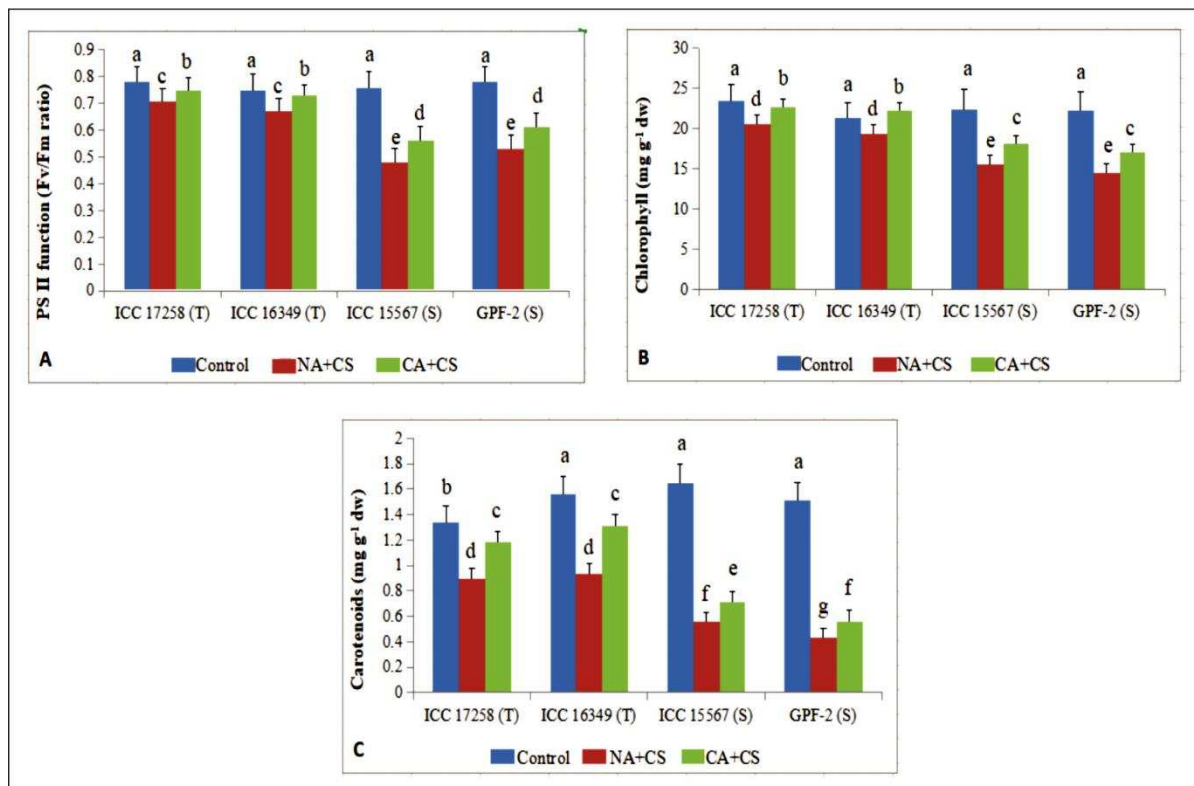 a a a a
b b
c c d d
e e
0.9
0.8
0.7
0.6
0.5
0.4
0.3
0.2
0.1
0
PS II function (Fv/Fm ratio)
ICC 17258 (T) ICC 16349 (T) ICC 15567 (S) GPF-2 (S)
A
Control NA+CS CA+CS
a a a a
b b
d d c c
e e
30
25
20
15
10
5
0
Chlorophyll (mg g-1 dw)
ICC 17258 (T) ICC 16349 (T) ICC 15567 (S) GPF-2 (S)
B
Control NA+CS CA+CS
b a a a
c c
d d e
f f
g
2
1.8
1.6
1.4
1.2
1
0.8
0.6
0.4
0.2
0
Carotenoids (mg g-1 dw)
ICC 17258 (T) ICC 16349 (T) ICC 15567 (S) GPF-2 (S)
C
Control NA+CS CA+CS